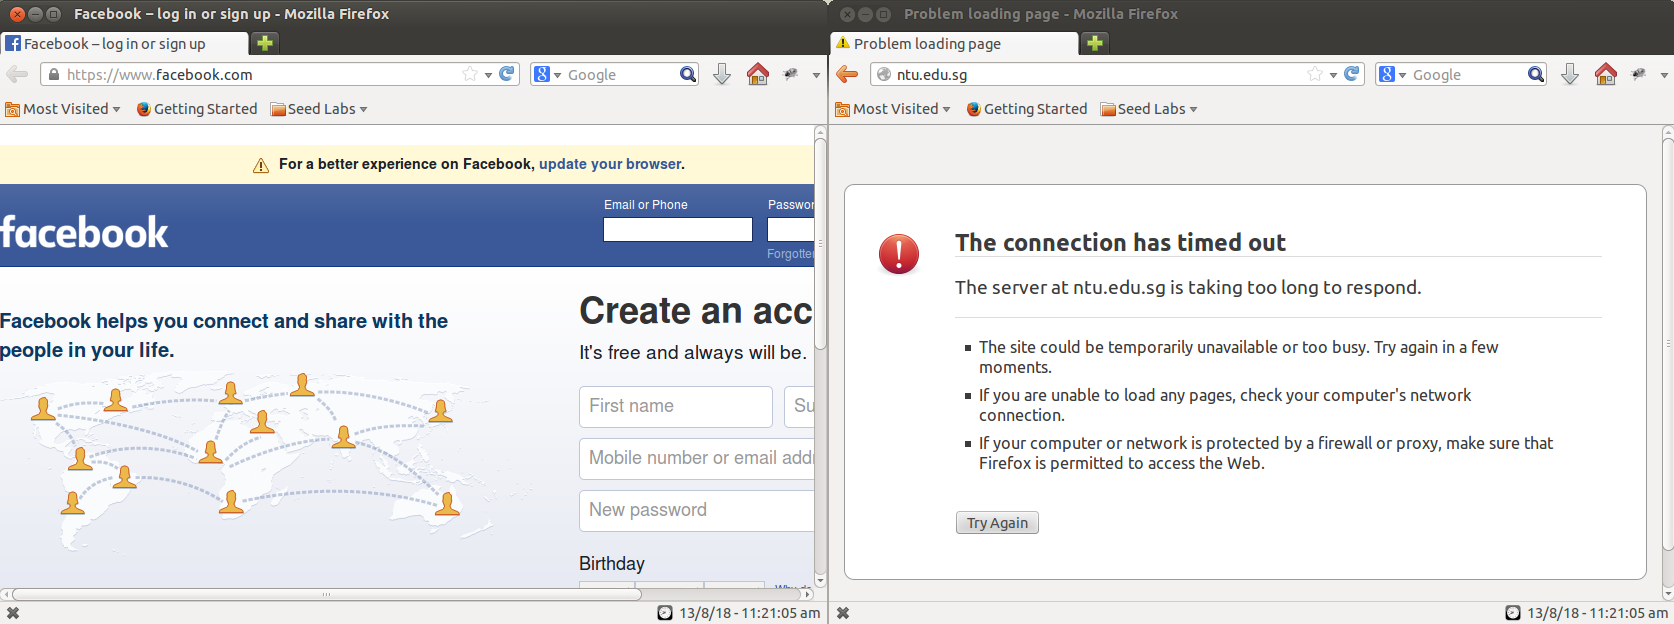 Facebook – log in or sign up - Mozilla Firefox
Facebook – log in or sign up
https://www.facebook.com
Google
Most Visited
Getting Started
Seed Labs
For a better experience on Facebook, update your browser.
Email or Phone
facebook
Facebook helps you connect and share with the
people in your life.
Create an acc
It's free and always will be.
First name
Su
Mobile number or email addr
New password
Birthday
13/8/18 - 11:21:05 am
Problem loading page - Mozilla Firefox
Problem loading page
ntu.edu.sg
Google
Most Visited
Getting Started
Seed Labs
The connection has timed out
The server at ntu.edu.sg is taking too long to respond.
The site could be temporarily unavailable or too busy. Try again in a few
moments.
If you are unable to load any pages, check your computer's network
connection.
If your computer or network is protected by a firewall or proxy, make sure that
Firefox is permitted to access the Web.
Try Again
13/8/18 - 11:21:05 am